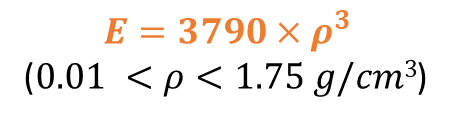 E = 3790 × ρ³
(0.01 < ρ < 1.75 g/cm³)